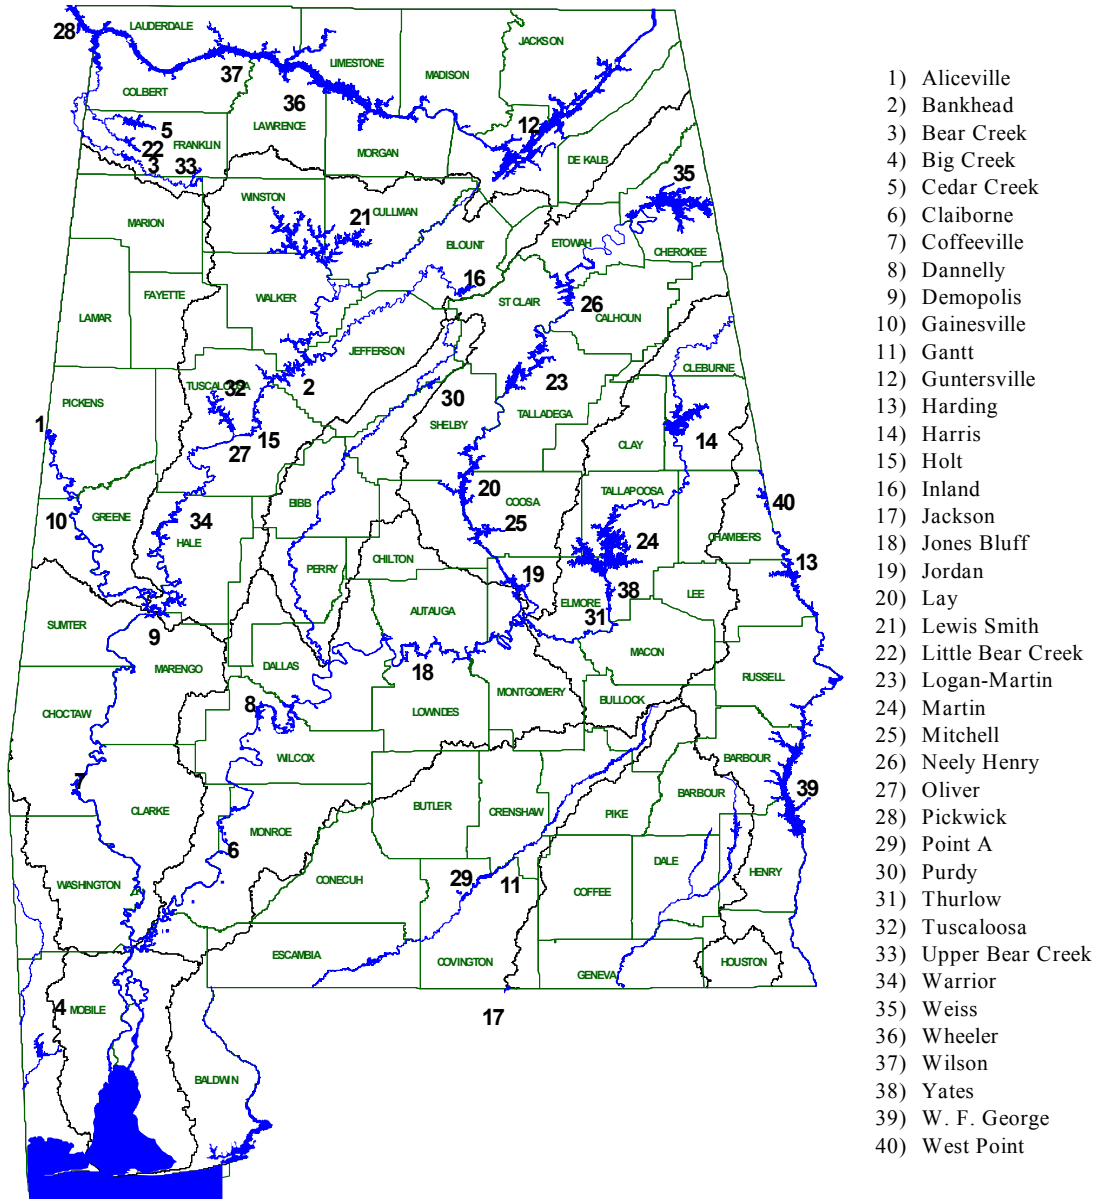 LAUDERDALE
28
JACKSON
LIMESTONE
MADISON
37
COLBERT
36
12
LAWRENCE
5
FRANKLIN
22
MORGAN
DE KALB
3
33
35
WINSTON
21
CULLMAN
MARION
BLOUNT
ETOWAH
CHEROKEE
16
FAYETTE
WALKER
ST CLAIR
26
LAMAR
CALHOUN
JEFFERSON
CLEBURNE
TUSCALOOSA
32
2
23
PICKENS
30
1
SHELBY
TALLADEGA
15
CLAY
14
27
20
TALLAPOOSA
COOSA
40
BIBB
10
GREENE
34
25
HALE
24
CHAMBERS
CHILTON
13
PERRY
19
38
LEE
ELMORE
AUTAUGA
31
SUMTER
9
MACON
MARENGO
DALLAS
18
RUSSELL
MONTGOMERY
BULLOCK
8
CHOCTAW
LOWNDES
WILCOX
BARBOUR
7
39
BARBOUR
CLARKE
BUTLER
CRENSHAW
PIKE
MONROE
6
DALE
CONECUH
29
11
HENRY
WASHINGTON
COFFEE
ESCAMBIA
COVINGTON
HOUSTON
GENEVA
4
MOBILE
17
BALDWIN
1) Aliceville
2) Bankhead
3) Bear Creek
4) Big Creek
5) Cedar Creek
6) Claiborne
7) Coffeeville
8) Dannelly
9) Demopolis
10) Gainesville
11) Gantt
12) Guntersville
13) Harding
14) Harris
15) Holt
16) Inland
17) Jackson
18) Jones Bluff
19) Jordan
20) Lay
21) Lewis Smith
22) Little Bear Creek
23) Logan-Martin
24) Martin
25) Mitchell
26) Neely Henry
27) Oliver
28) Pickwick
29) Point A
30) Purdy
31) Thurlow
32) Tuscaloosa
33) Upper Bear Creek
34) Warrior
35) Weiss
36) Wheeler
37) Wilson
38) Yates
39) W. F. George
40) West Point